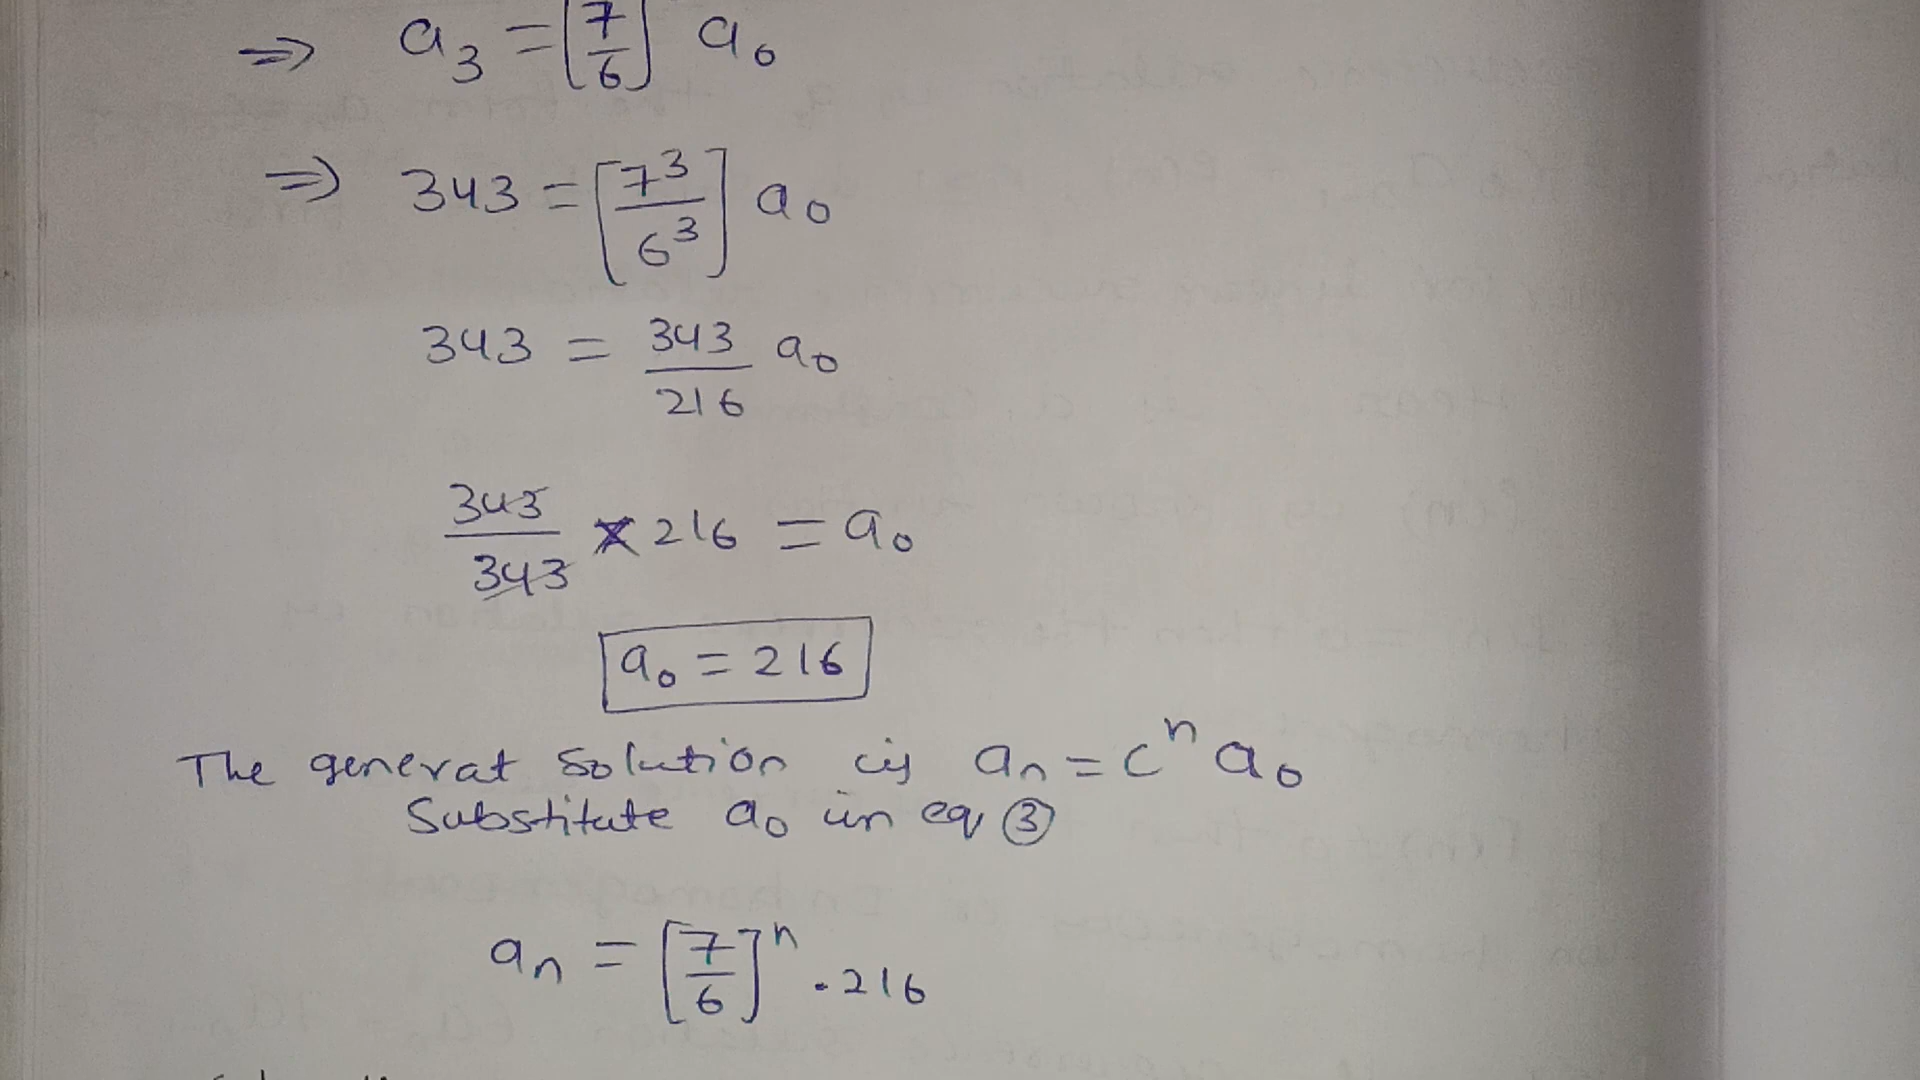 ⇒ a₃ = [7/6] a₀
⇒ 343 = [7³/6³] a₀
343 = 343/216 a₀
343/343 × 216 = a₀
a₀ = 216
The generat solution is aₙ = cⁿ a₀
Substitute a₀ in eq ③
aₙ = [7/6]ⁿ . 216